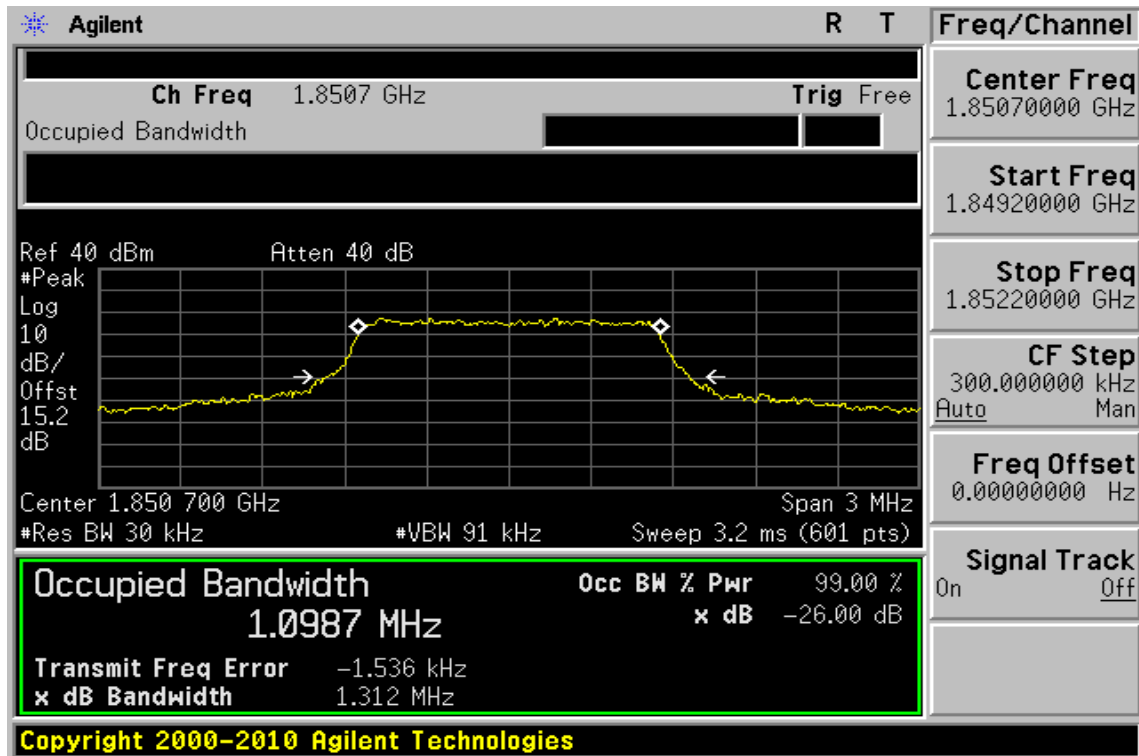 Agilent R T
Ch Freq 1.8507 GHz Trig Free
Occupied Bandwidth
Ref 40 dBm Atten 40 dB
#Peak
Log
10
dB/
Offst
15.2
dB
Center 1.850 700 GHz Span 3 MHz
#Res BW 30 kHz #VBW 91 kHz Sweep 3.2 ms (601 pts)
Occupied Bandwidth
1.0987 MHz
Occ BW % Pwr 99.00 %
x dB -26.00 dB
Transmit Freq Error -1.536 kHz
x dB Bandwidth 1.312 MHz
Copyright 2000-2010 Agilent Technologies
Freq/Channel
Center Freq
1.85070000 GHz
Start Freq
1.84920000 GHz
Stop Freq
1.85220000 GHz
CF Step
300.000000 kHz
Auto Man
Freq Offset
0.00000000 Hz
Signal Track
On Off